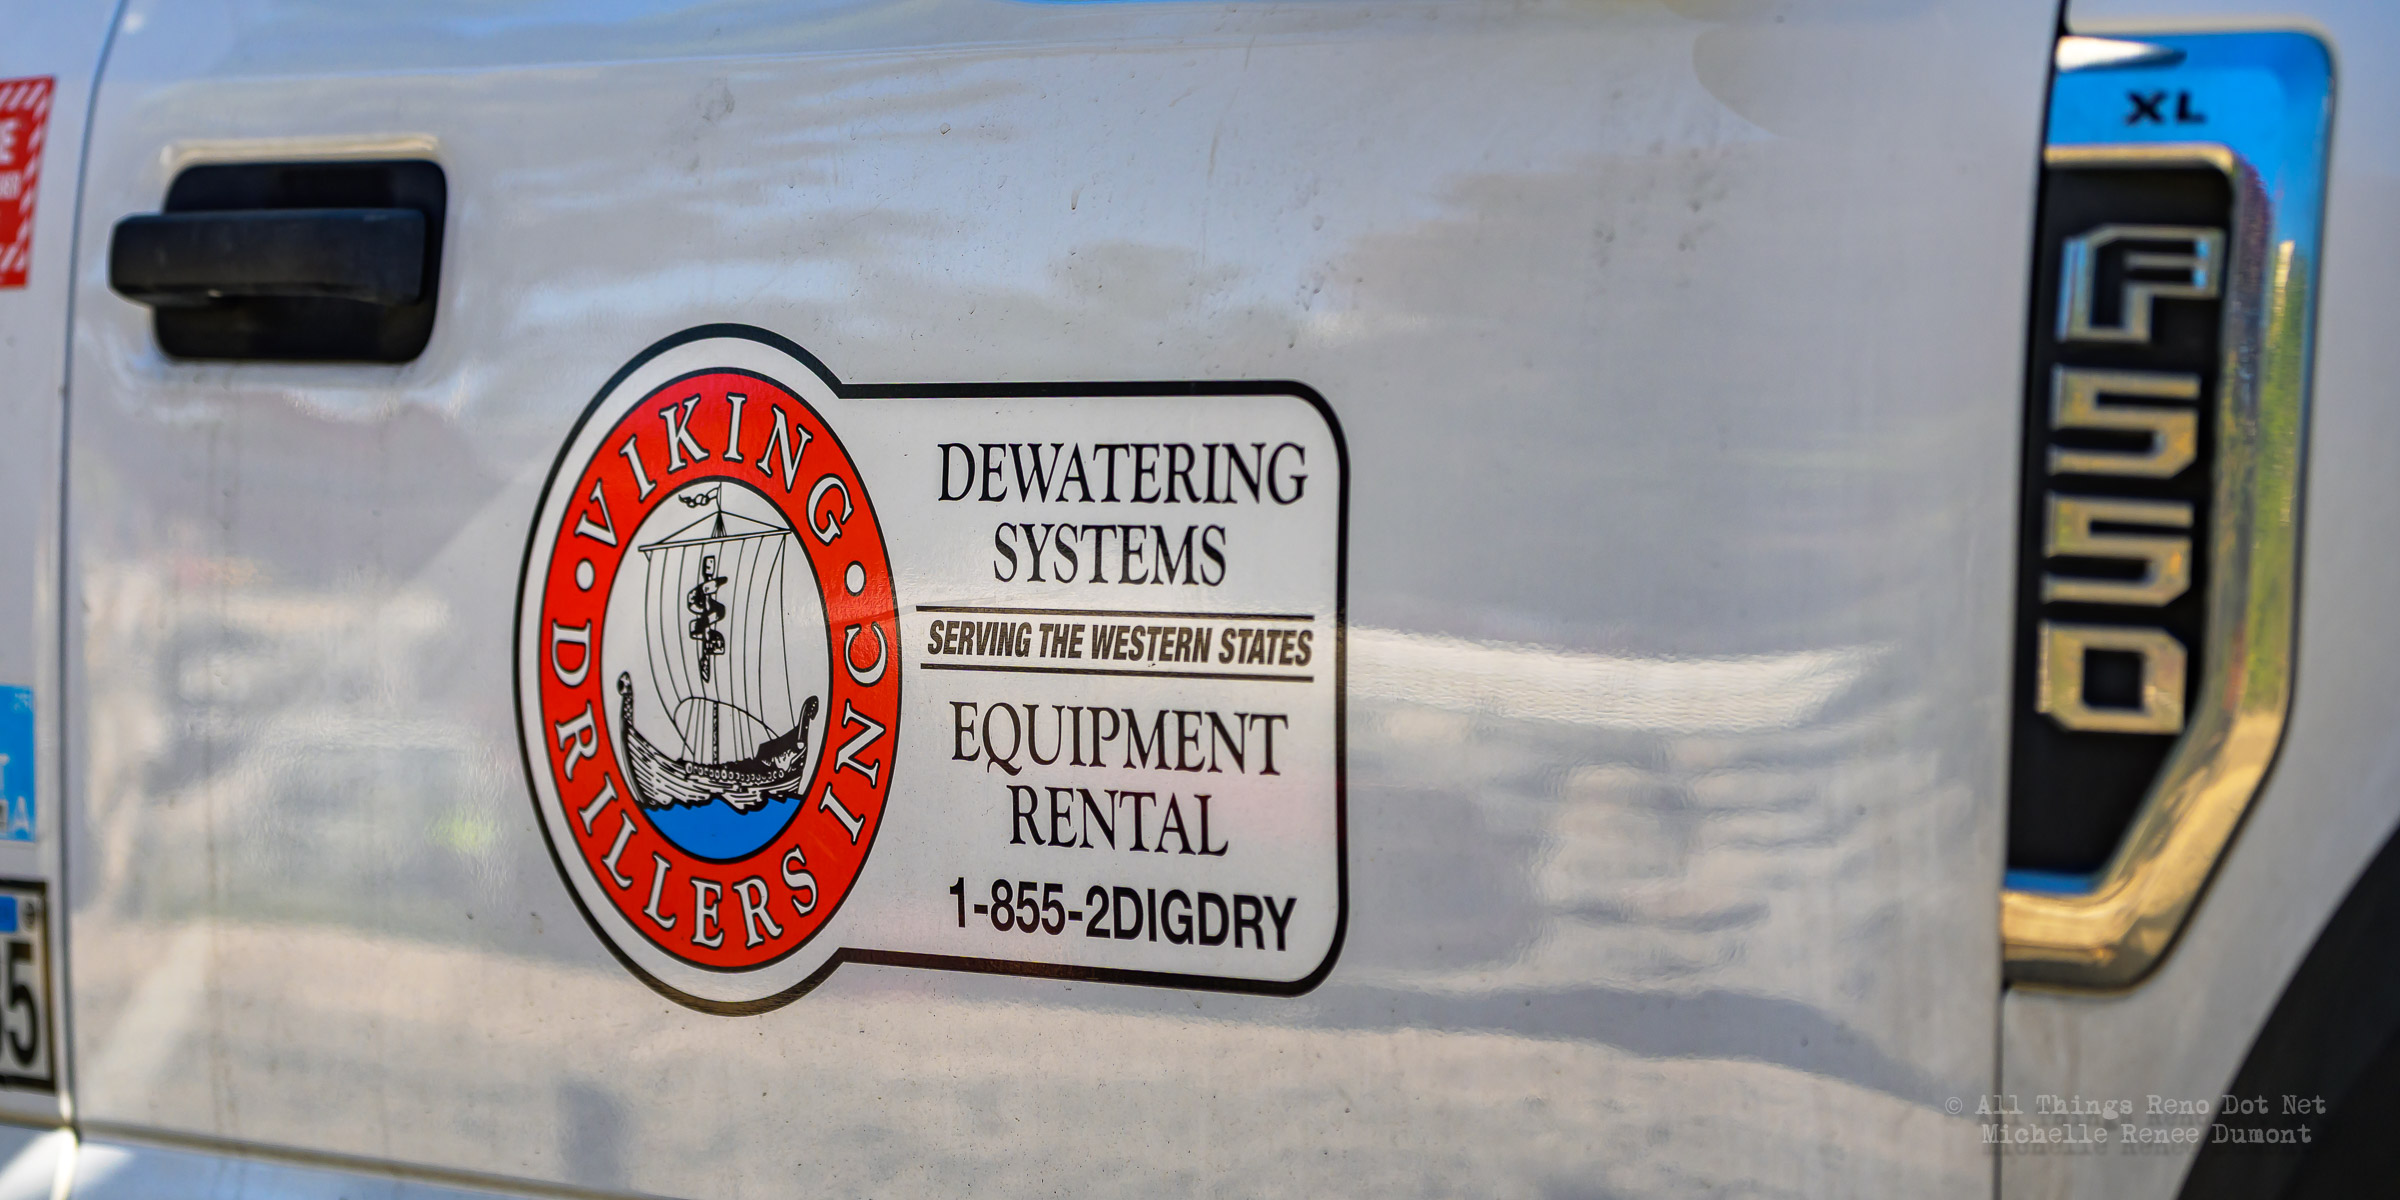 VIKING
DRILLERS INC
DEWATERING
SYSTEMS
SERVING THE WESTERN STATES
EQUIPMENT
RENTAL
1-855-2DIGDRY
XL
F550
© All Things Reno Dot Net
Michelle Renee Dumont